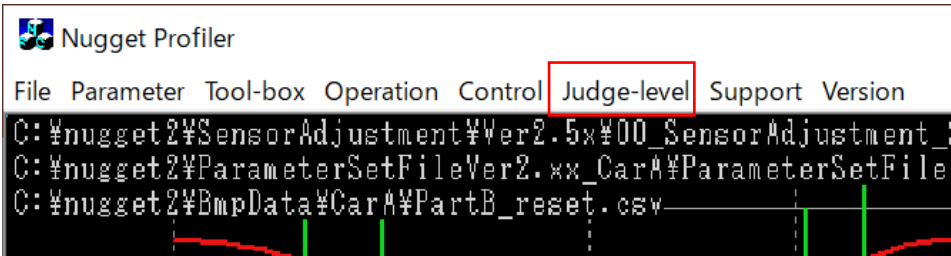 Nugget Profiler
File Parameter Tool-box Operation Control Judge-level Support Version
C:¥nugget2¥SensorAdjustment¥Ver2.5x¥00_SensorAdjustment_
C:¥nugget2¥ParameterSetFileVer2.xx_CarA¥ParameterSetFile
C:¥nugget2¥BmpData¥CarA¥PartB_reset.csv